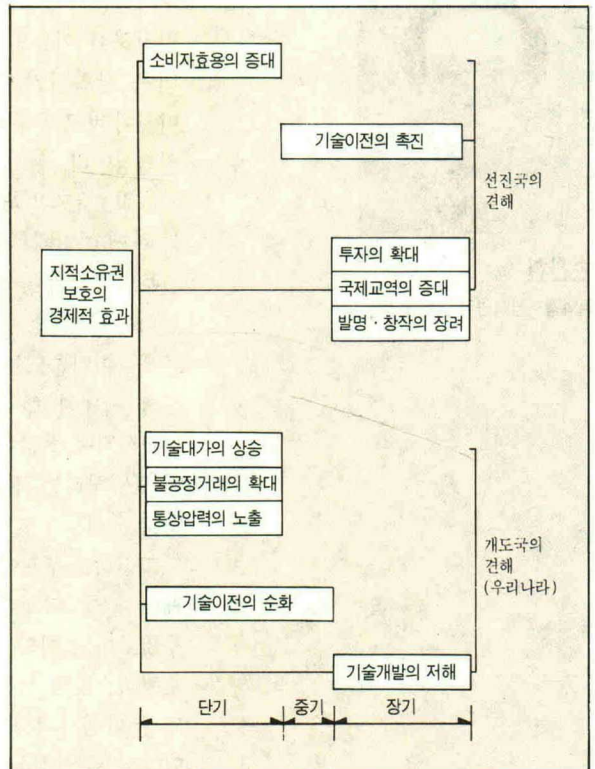 소비자효용의 증대
기술이전의 촉진
선진국의
견해
투자의 확대
국제교역의 증대
발명·창작의 장려
지적소유권
보호의
경제적 효과
기술대가의 상승
불공정거래의 확대
통상압력의 노출
개도국의
견해
(우리나라)
기술이전의 순화
기술개발의 저해
단기
중기
장기